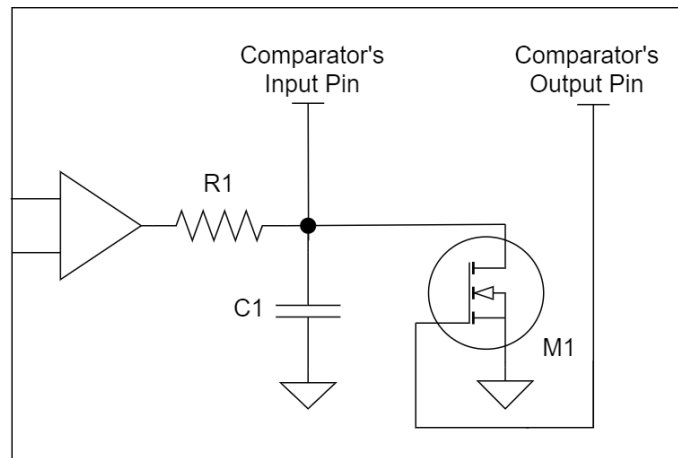 Comparator's
Input Pin
Comparator's
Output Pin
R1
C1
M1